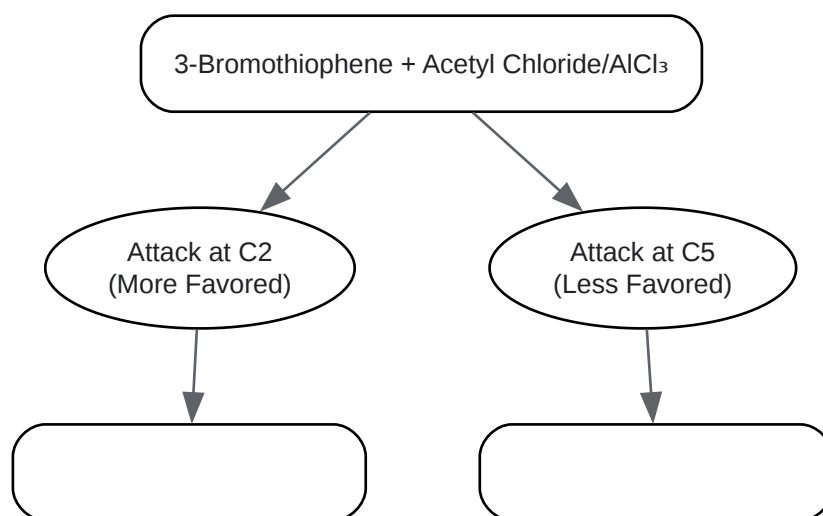 3-Bromothiophene + Acetyl Chloride/AlCl₃
Attack at C2
(More Favored)
Attack at C5
(Less Favored)